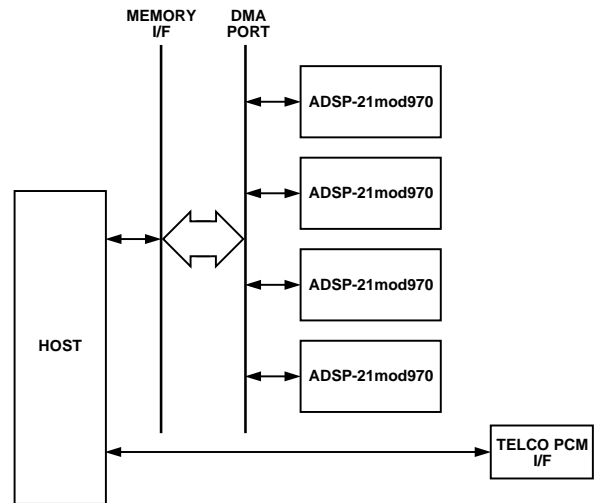 MEMORY
I/F
DMA
PORT
ADSP-21mod970
ADSP-21mod970
ADSP-21mod970
HOST
ADSP-21mod970
TELCO PCM
I/F